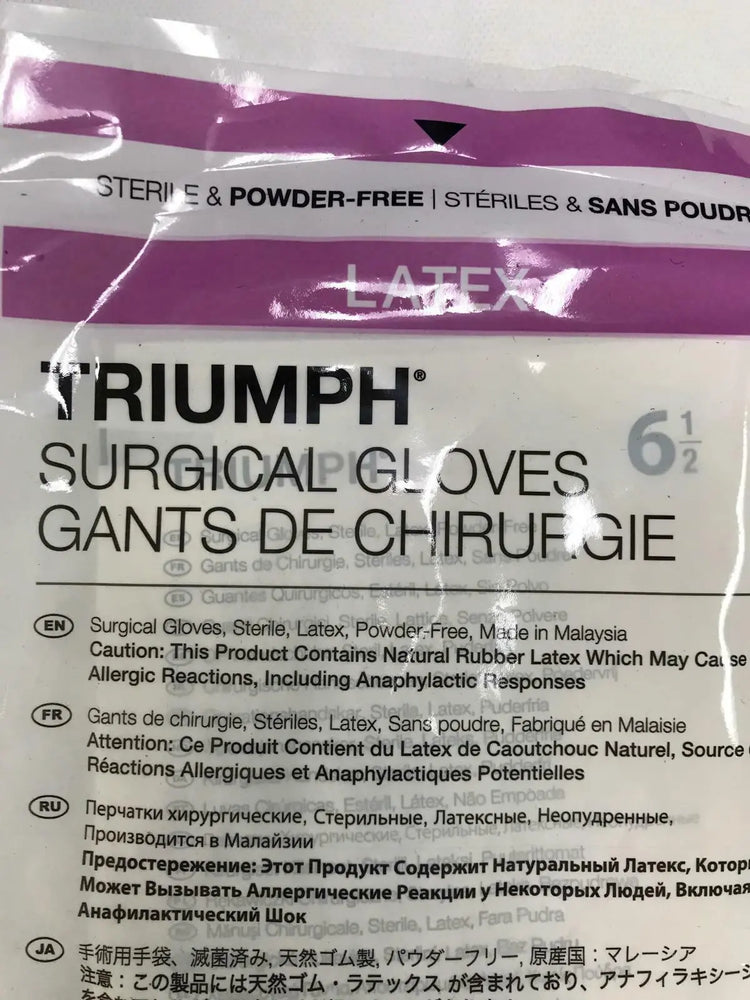 STERILE & POWDER-FREE | STÉRILES & SANS POUDR
LATEX
TRIUMPH®
6 1/2
SURGICAL GLOVES
GANTS DE CHIRURGIE
EN Surgical Gloves, Sterile, Latex, Powder-Free, Made in Malaysia
Caution: This Product Contains Natural Rubber Latex Which May Cause
Allergic Reactions, Including Anaphylactic Responses
FR Gants de chirurgie, Stériles, Latex, Sans poudre, Fabriqué en Malaisie
Attention: Ce Produit Contient du Latex de Caoutchouc Naturel, Source
Réactions Allergiques et Anaphylactiques Potentielles
RU Перчатки хирургические, Стерильные, Латексные, Неопудренные,
Производится в Малайзии
Предостережение: Этот Продукт Содержит Натуральный Латекс, Котор
Может Вызывать Аллергические Реакции у Некоторых Людей, Включая
Анафилактический Шок
JA 手術用手袋、滅菌済み, 天然ゴム製, パウダーフリー, 原産国：マレーシア
注意：この製品には天然ゴム・ラテックス が含まれており、アナフィラキシーシ